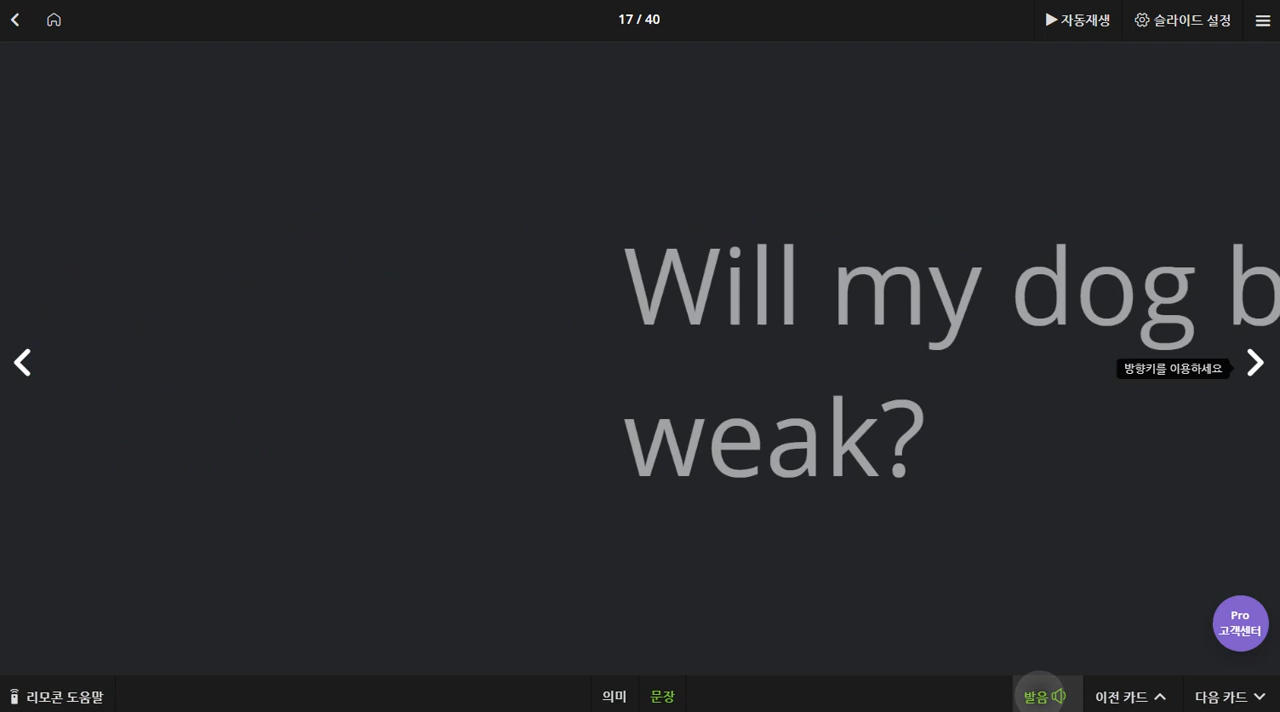 17 / 40
자동재생
슬라이드 설정
Will my dog b
방향키를 이용하세요
weak?
Pro
고객센터
리모콘 도움말
의미
문장
발음
이전 카드
다음 카드